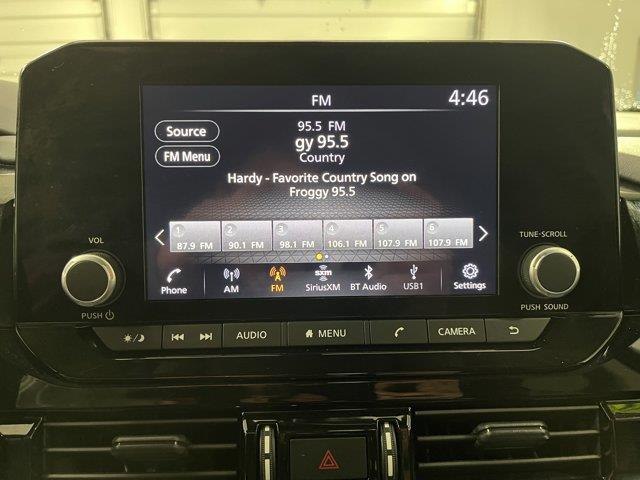 FM
4:46
Source
FM Menu
95.5 FM
gy 95.5
Country
Hardy - Favorite Country Song on
Froggy 95.5
1 2 3 4 5 6
87.9 FM 90.1 FM 98.1 FM 106.1 FM 107.9 FM 107.9 FM
Phone AM FM SiriusXM BT Audio USB1 Settings
sxm
VOL
PUSH
TUNE·SCROLL
PUSH SOUND
AUDIO MENU CAMERA